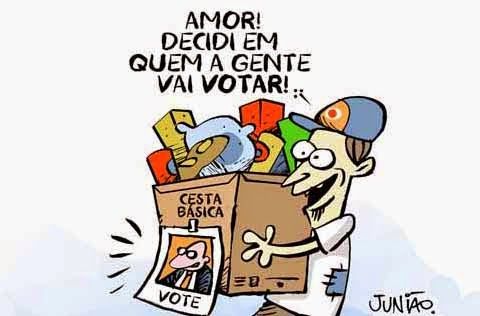 AMOR!
DECIDI EM
QUEM A GENTE
VAI VOTAR!
CESTA
BÁSICA
VOTE
JUNIÃO.